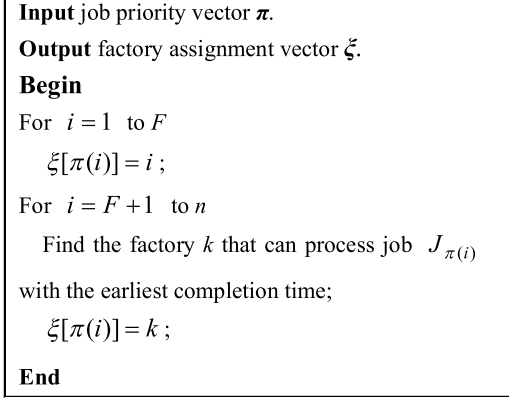 Input job priority vector π.
Output factory assignment vector ξ.
Begin
For i = 1 to F
ξ[π(i)] = i ;
For i = F + 1 to n
Find the factory k that can process job J π(i)
with the earliest completion time;
ξ[π(i)] = k ;
End